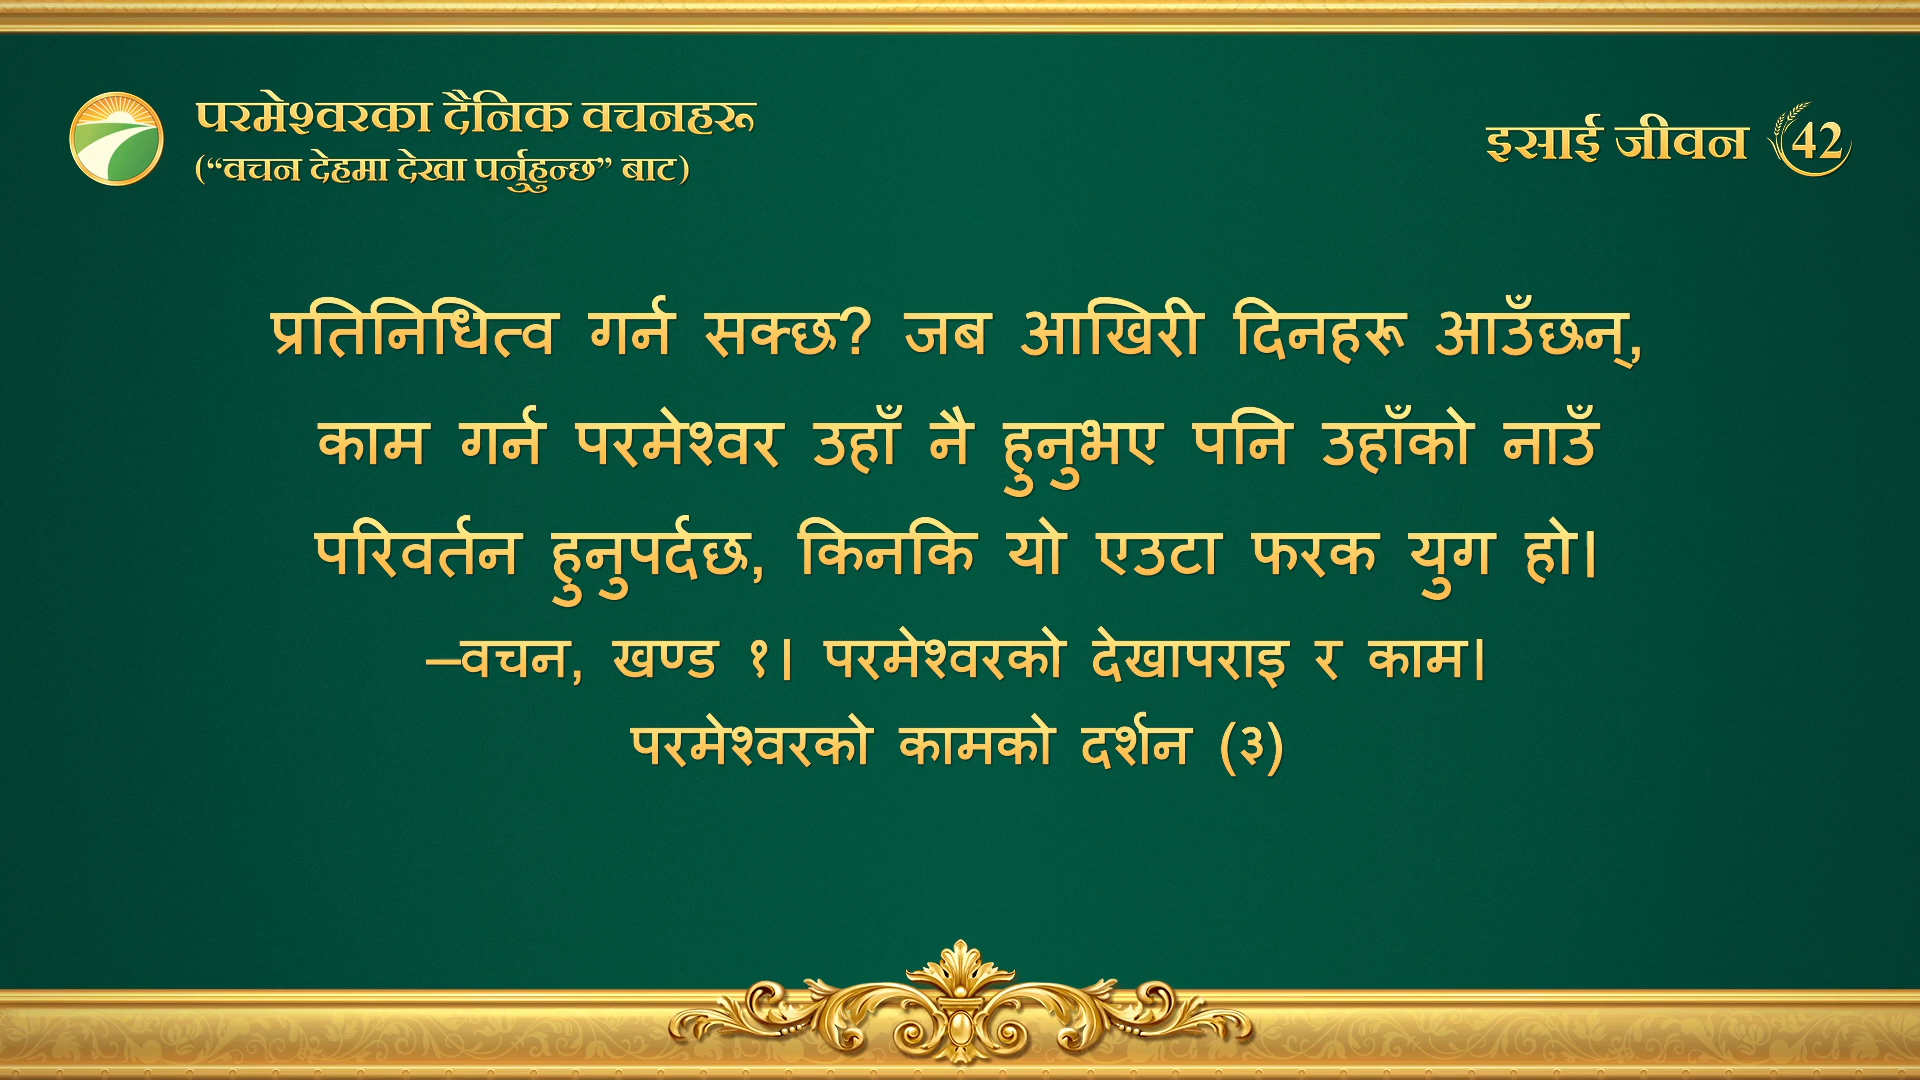 परमेश्वरका दैनिक वचनहरू
(“वचन देहमा देखा पर्नुहुन्छ” बाट)
इसाई जीवन 42
प्रतिनिधित्व गर्न सक्छ? जब आखिरी दिनहरू आउँछन्,
काम गर्न परमेश्वर उहाँ नै हुनुभए पनि उहाँको नाउँ
परिवर्तन हुनुपर्दछ, किनकि यो एउटा फरक युग हो।
—वचन, खण्ड १। परमेश्वरको देखापराइ र काम।
परमेश्वरको कामको दर्शन (३)